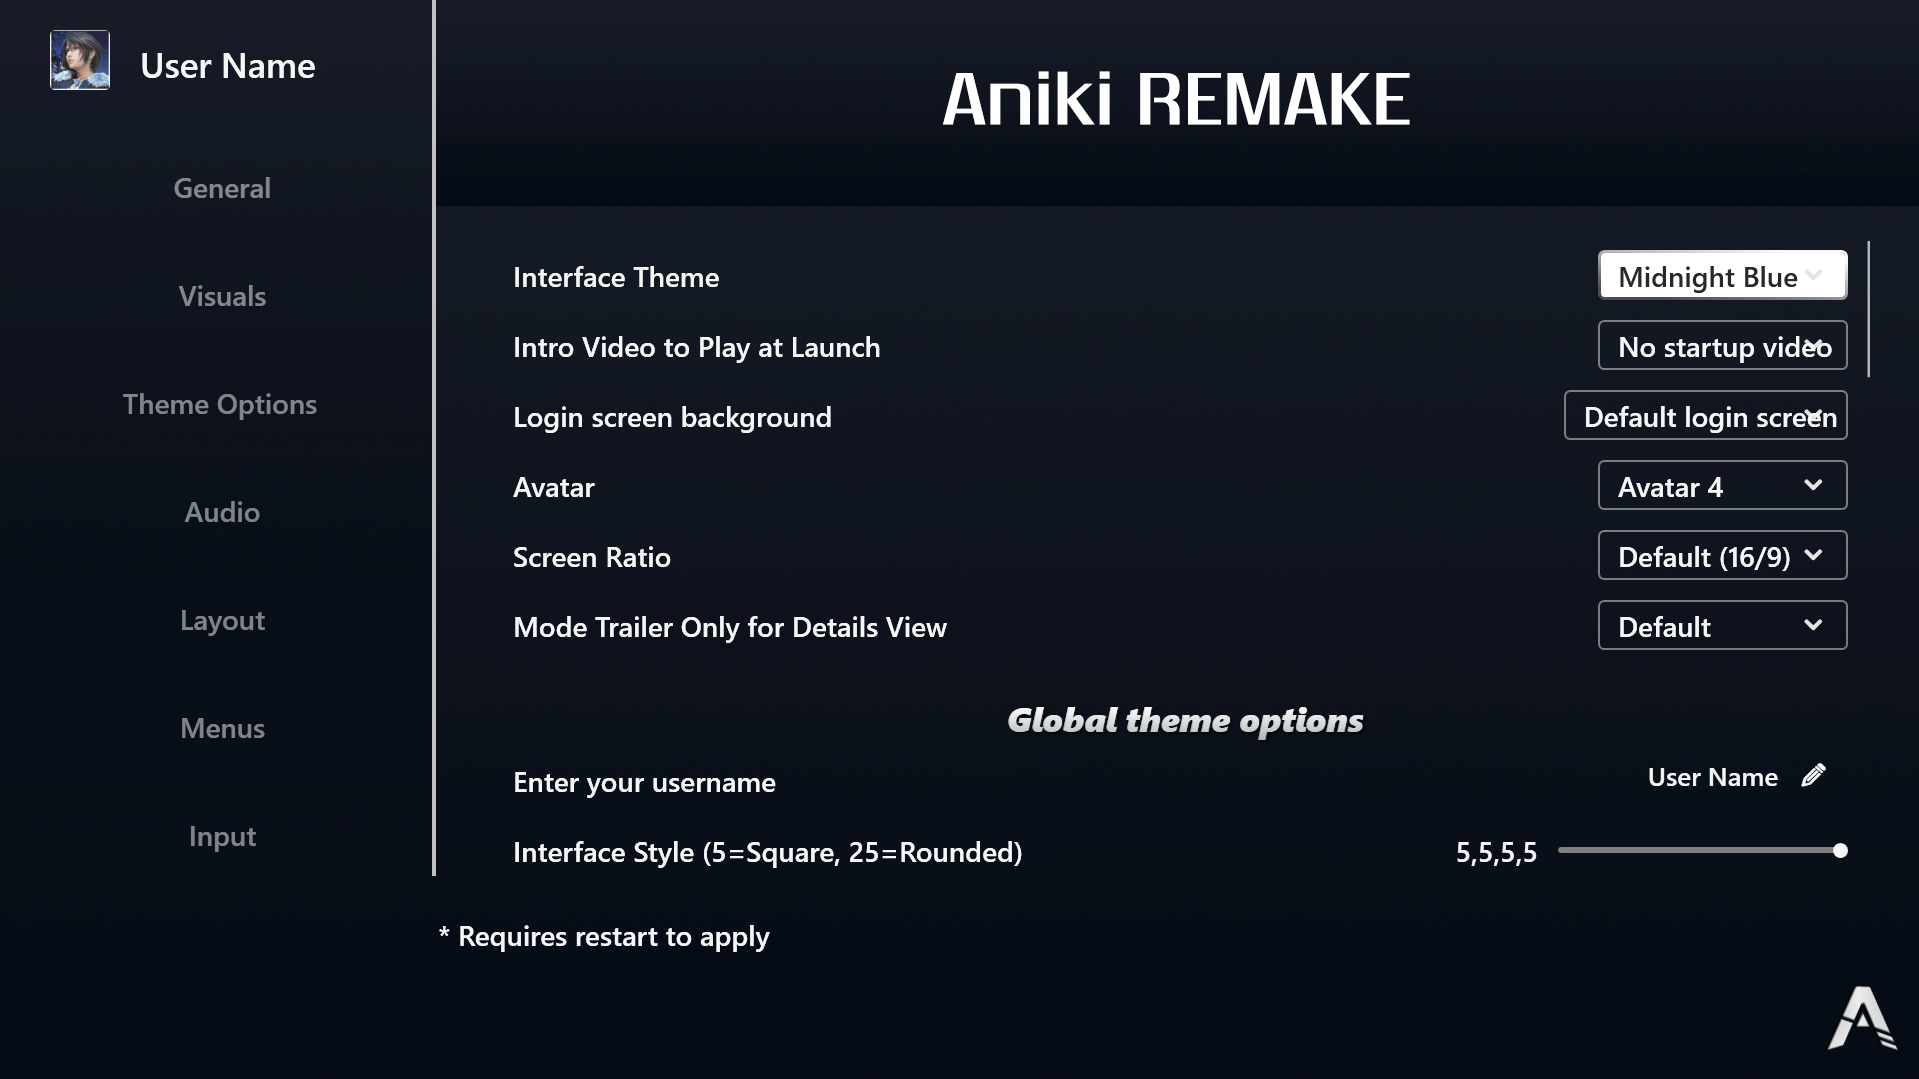 User Name
General
Visuals
Theme Options
Audio
Layout
Menus
Input
Aniki REMAKE
Interface Theme
Midnight Blue
Intro Video to Play at Launch
No startup video
Login screen background
Default login screen
Avatar
Avatar 4
Screen Ratio
Default (16/9)
Mode Trailer Only for Details View
Default
Global theme options
Enter your username
User Name
Interface Style (5=Square, 25=Rounded)
5,5,5,5
* Requires restart to apply